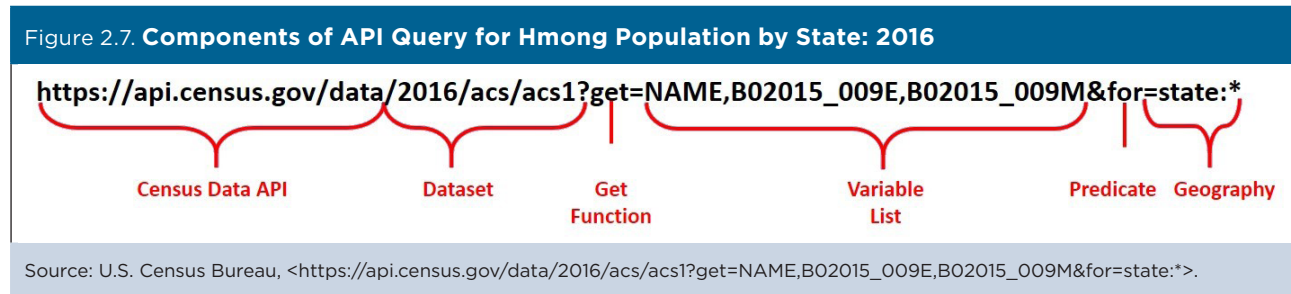 Figure 2.7. Components of API Query for Hmong Population by State: 2016
https://api.census.gov/data/2016/acs/acs1?get=NAME,B02015_009E,B02015_009M&for=state:*
Census Data API Dataset Get Function Variable List Predicate Geography
Source: U.S. Census Bureau, <https://api.census.gov/data/2016/acs/acs1?get=NAME,B02015_009E,B02015_009M&for=state:*>.